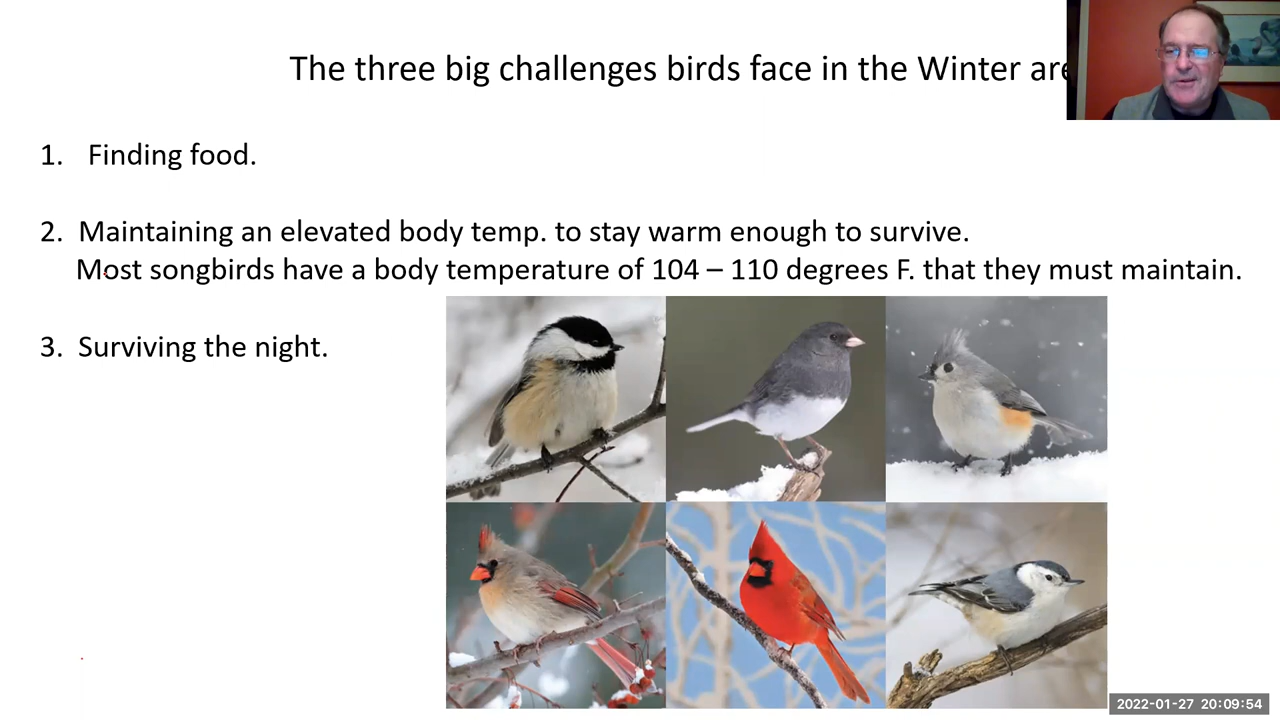 The three big challenges birds face in the Winter are
1. Finding food.
2. Maintaining an elevated body temp. to stay warm enough to survive.
Most songbirds have a body temperature of 104 – 110 degrees F. that they must maintain.
3. Surviving the night.
2022-01-27 20:09:54